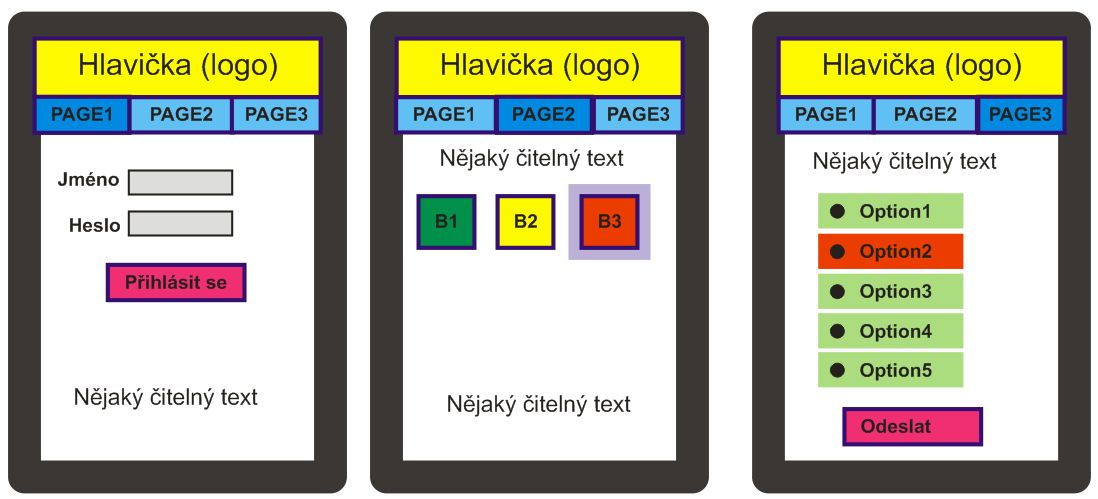 Hlavička (logo)
PAGE1 PAGE2 PAGE3
Jméno
Heslo
Přihlásit se
Nějaký čitelný text
Hlavička (logo)
PAGE1 PAGE2 PAGE3
Nějaký čitelný text
B1 B2 B3
Nějaký čitelný text
Hlavička (logo)
PAGE1 PAGE2 PAGE3
Nějaký čitelný text
Option1
Option2
Option3
Option4
Option5
Odeslat